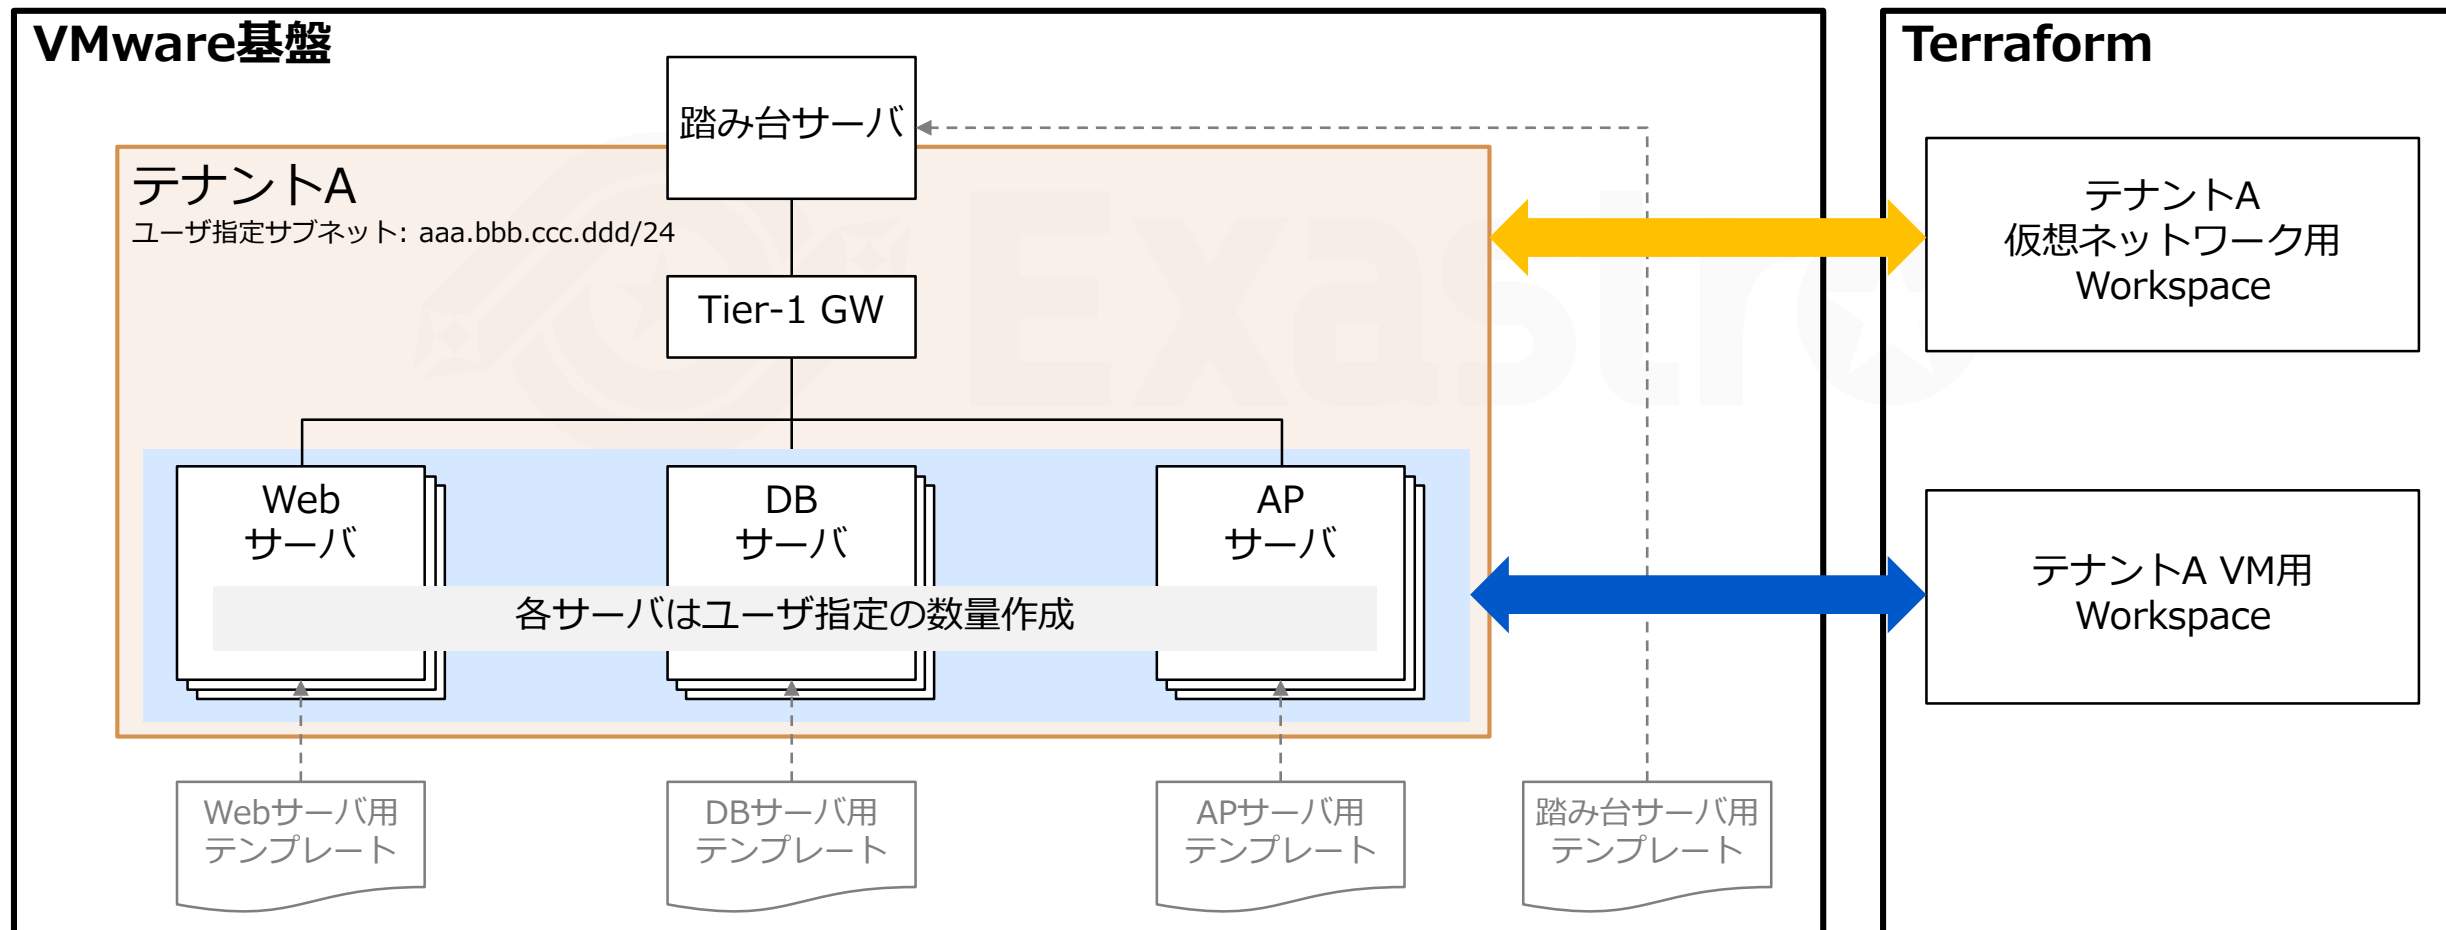 VMware基盤
Terraform
踏み台サーバ
テナントA
ユーザ指定サブネット: aaa.bbb.ccc.ddd/24
Tier-1 GW
Web
サーバ
DB
サーバ
AP
サーバ
各サーバはユーザ指定の数量作成
Webサーバ用
テンプレート
DBサーバ用
テンプレート
APサーバ用
テンプレート
踏み台サーバ用
テンプレート
テナントA
仮想ネットワーク用
Workspace
テナントA VM用
Workspace
Exastro